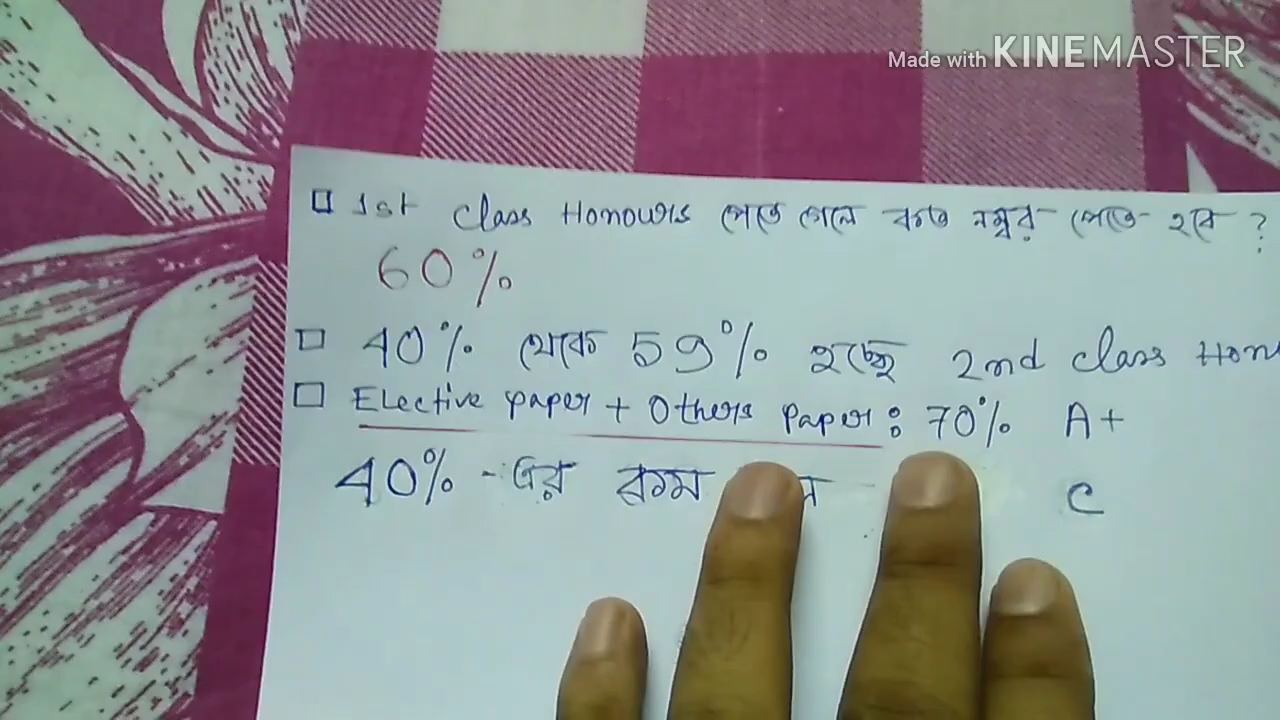 Made with KINEMASTER
1st Class Honours পেতে গেলে কত নম্বর পেতে হবে ?
60%
40% থেকে 59% হচ্ছে 2nd class Hon
Elective paper + Others Paper : 70% A+
40% -এর কম C